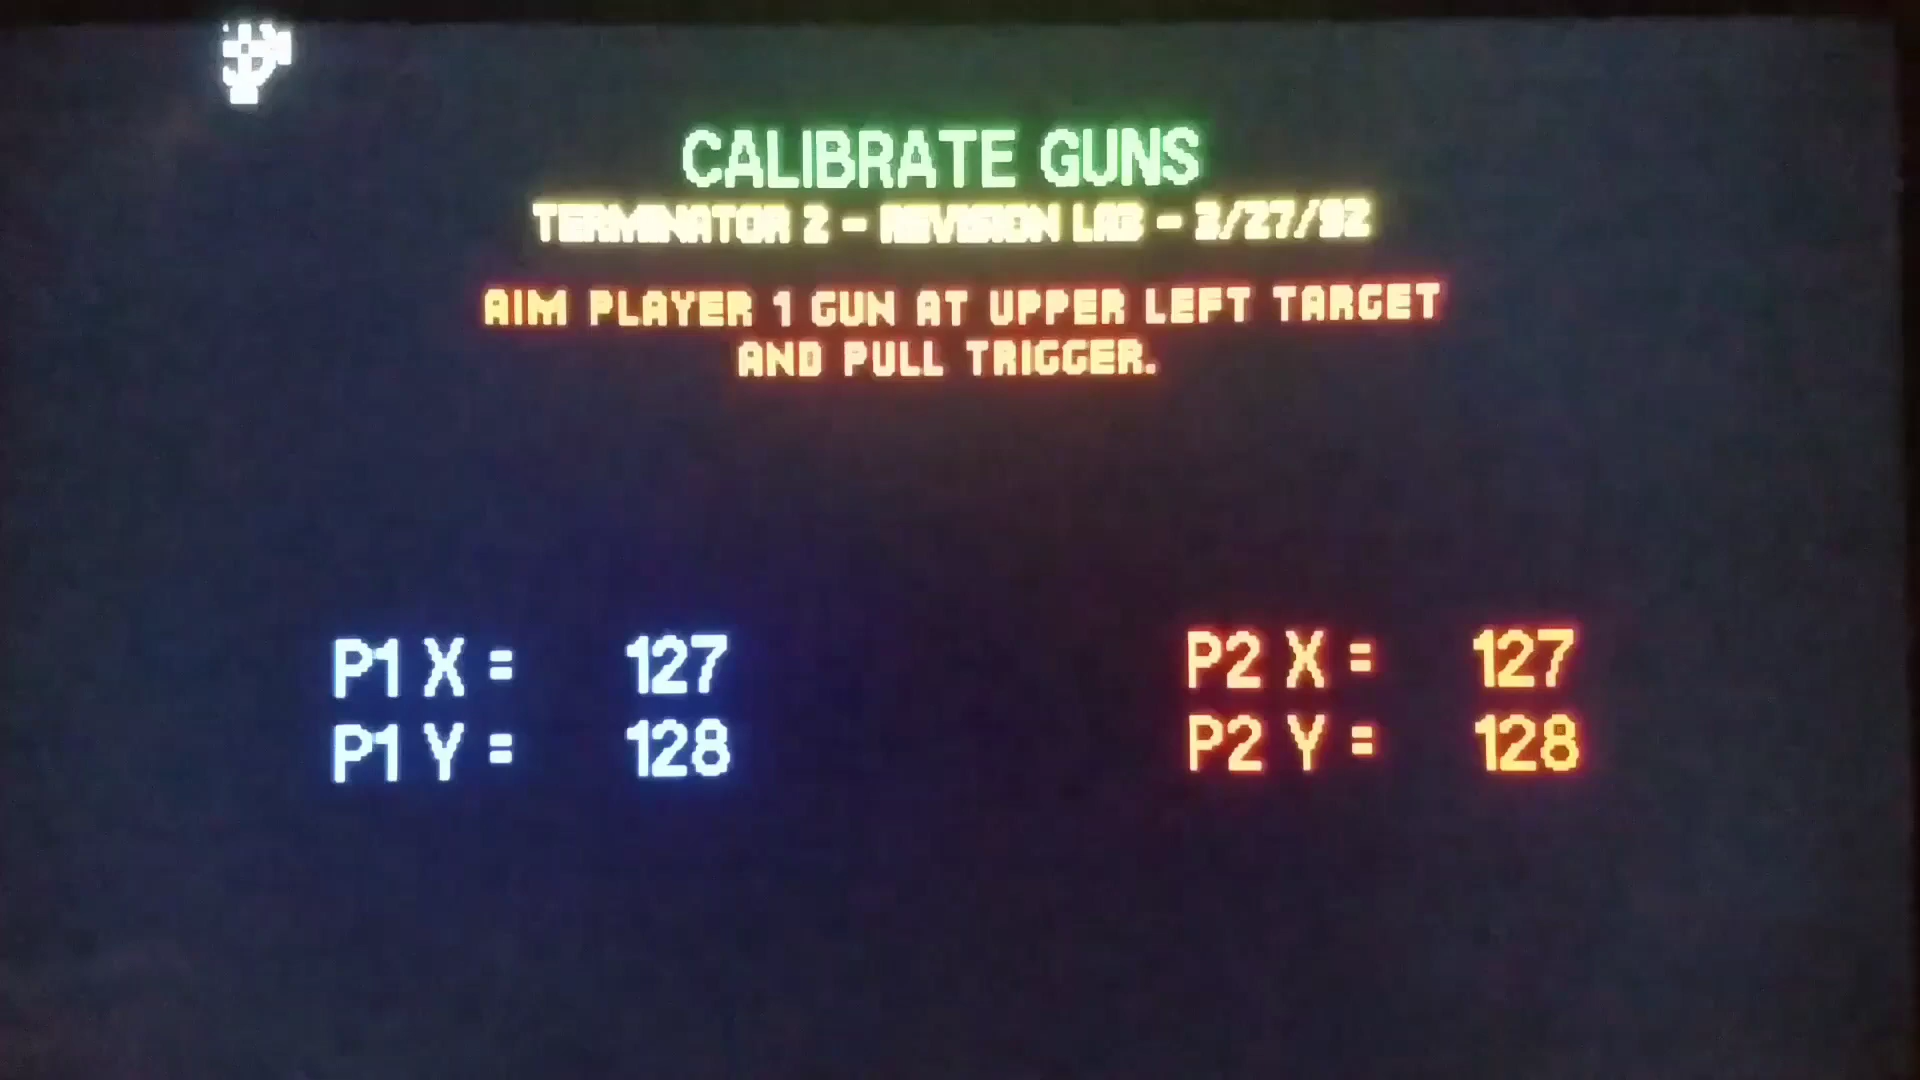 CALIBRATE GUNS
TERMINATOR 2 - REVISION LA3 - 3/27/92
AIM PLAYER 1 GUN AT UPPER LEFT TARGET
AND PULL TRIGGER.
P1 X = 127 P2 X = 127
P1 Y = 128 P2 Y = 128